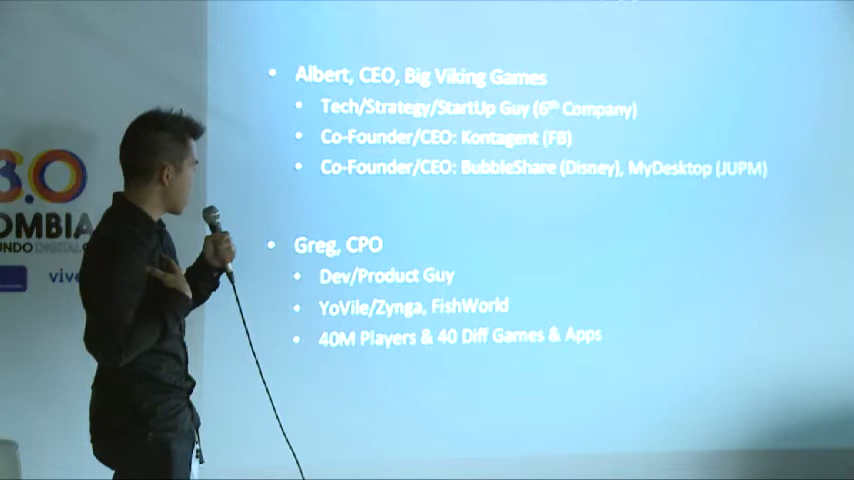 3.0
OMBIA
UNDO DIGITAL
vive
• Albert, CEO, Big Viking Games
• Tech/Strategy/StartUp Guy (6th Company)
• Co-Founder/CEO: Kontagent (FB)
• Co-Founder/CEO: BubbleShare (Disney), MyDesktop (JUPM)
• Greg, CPO
• Dev/Product Guy
• YoVile/Zynga, FishWorld
• 40M Players & 40 Diff Games & Apps